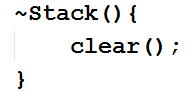 ~Stack(){
    clear();
}